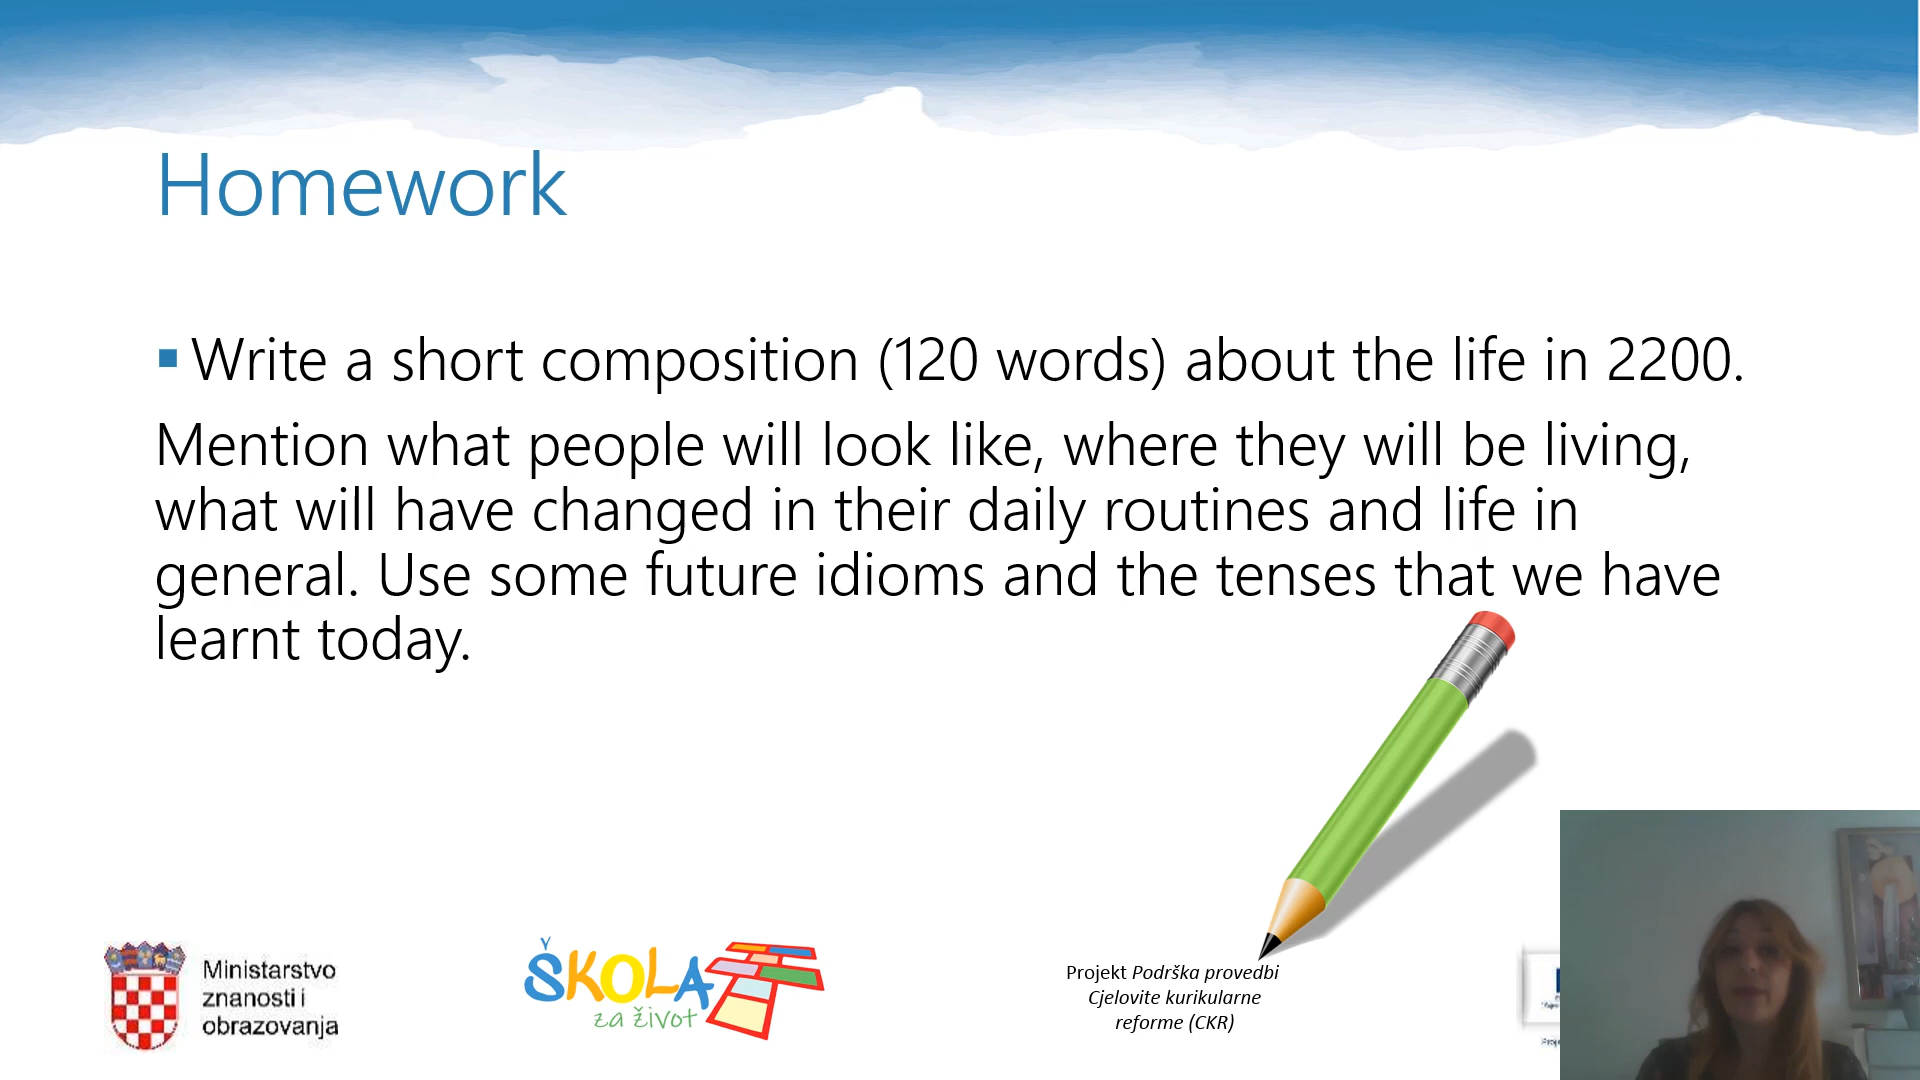 Homework
Write a short composition (120 words) about the life in 2200.
Mention what people will look like, where they will be living,
what will have changed in their daily routines and life in
general. Use some future idioms and the tenses that we have
learnt today.
Ministarstvo
znanosti i
obrazovanja
ŠKOLA
za život
Projekt Podrška provedbi
Cjelovite kurikularne
reforme (CKR)